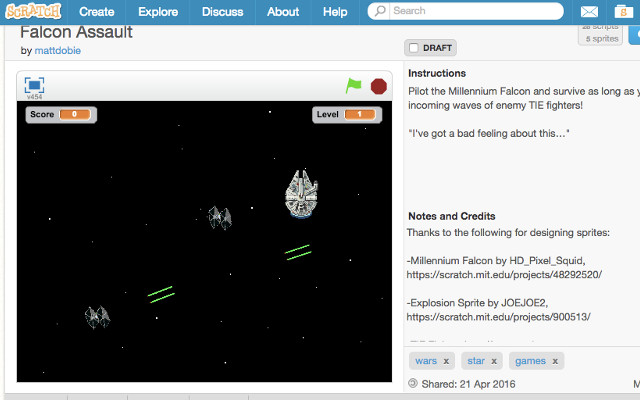 SCRATCH Create Explore Discuss About Help Search
Falcon Assault
by mattdobie
scripts
5 sprites
DRAFT
v454
Score 0
Level 1
Instructions
Pilot the Millennium Falcon and survive as long as
incoming waves of enemy TIE fighters!
"I've got a bad feeling about this…"
Notes and Credits
Thanks to the following for designing sprites:
-Millennium Falcon by HD_Pixel_Squid,
https://scratch.mit.edu/projects/48292520/
-Explosion Sprite by JOEJOE2,
https://scratch.mit.edu/projects/900513/
wars x star x games x
Shared: 21 Apr 2016